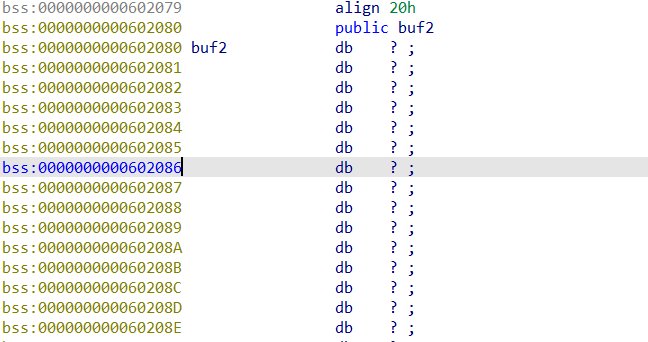 bss:0000000000602079 align 20h
bss:0000000000602080 public buf2
bss:0000000000602080 buf2 db ? ;
bss:0000000000602081 db ? ;
bss:0000000000602082 db ? ;
bss:0000000000602083 db ? ;
bss:0000000000602084 db ? ;
bss:0000000000602085 db ? ;
bss:0000000000602086 db ? ;
bss:0000000000602087 db ? ;
bss:0000000000602088 db ? ;
bss:0000000000602089 db ? ;
bss:000000000060208A db ? ;
bss:000000000060208B db ? ;
bss:000000000060208C db ? ;
bss:000000000060208D db ? ;
bss:000000000060208E db ? ;